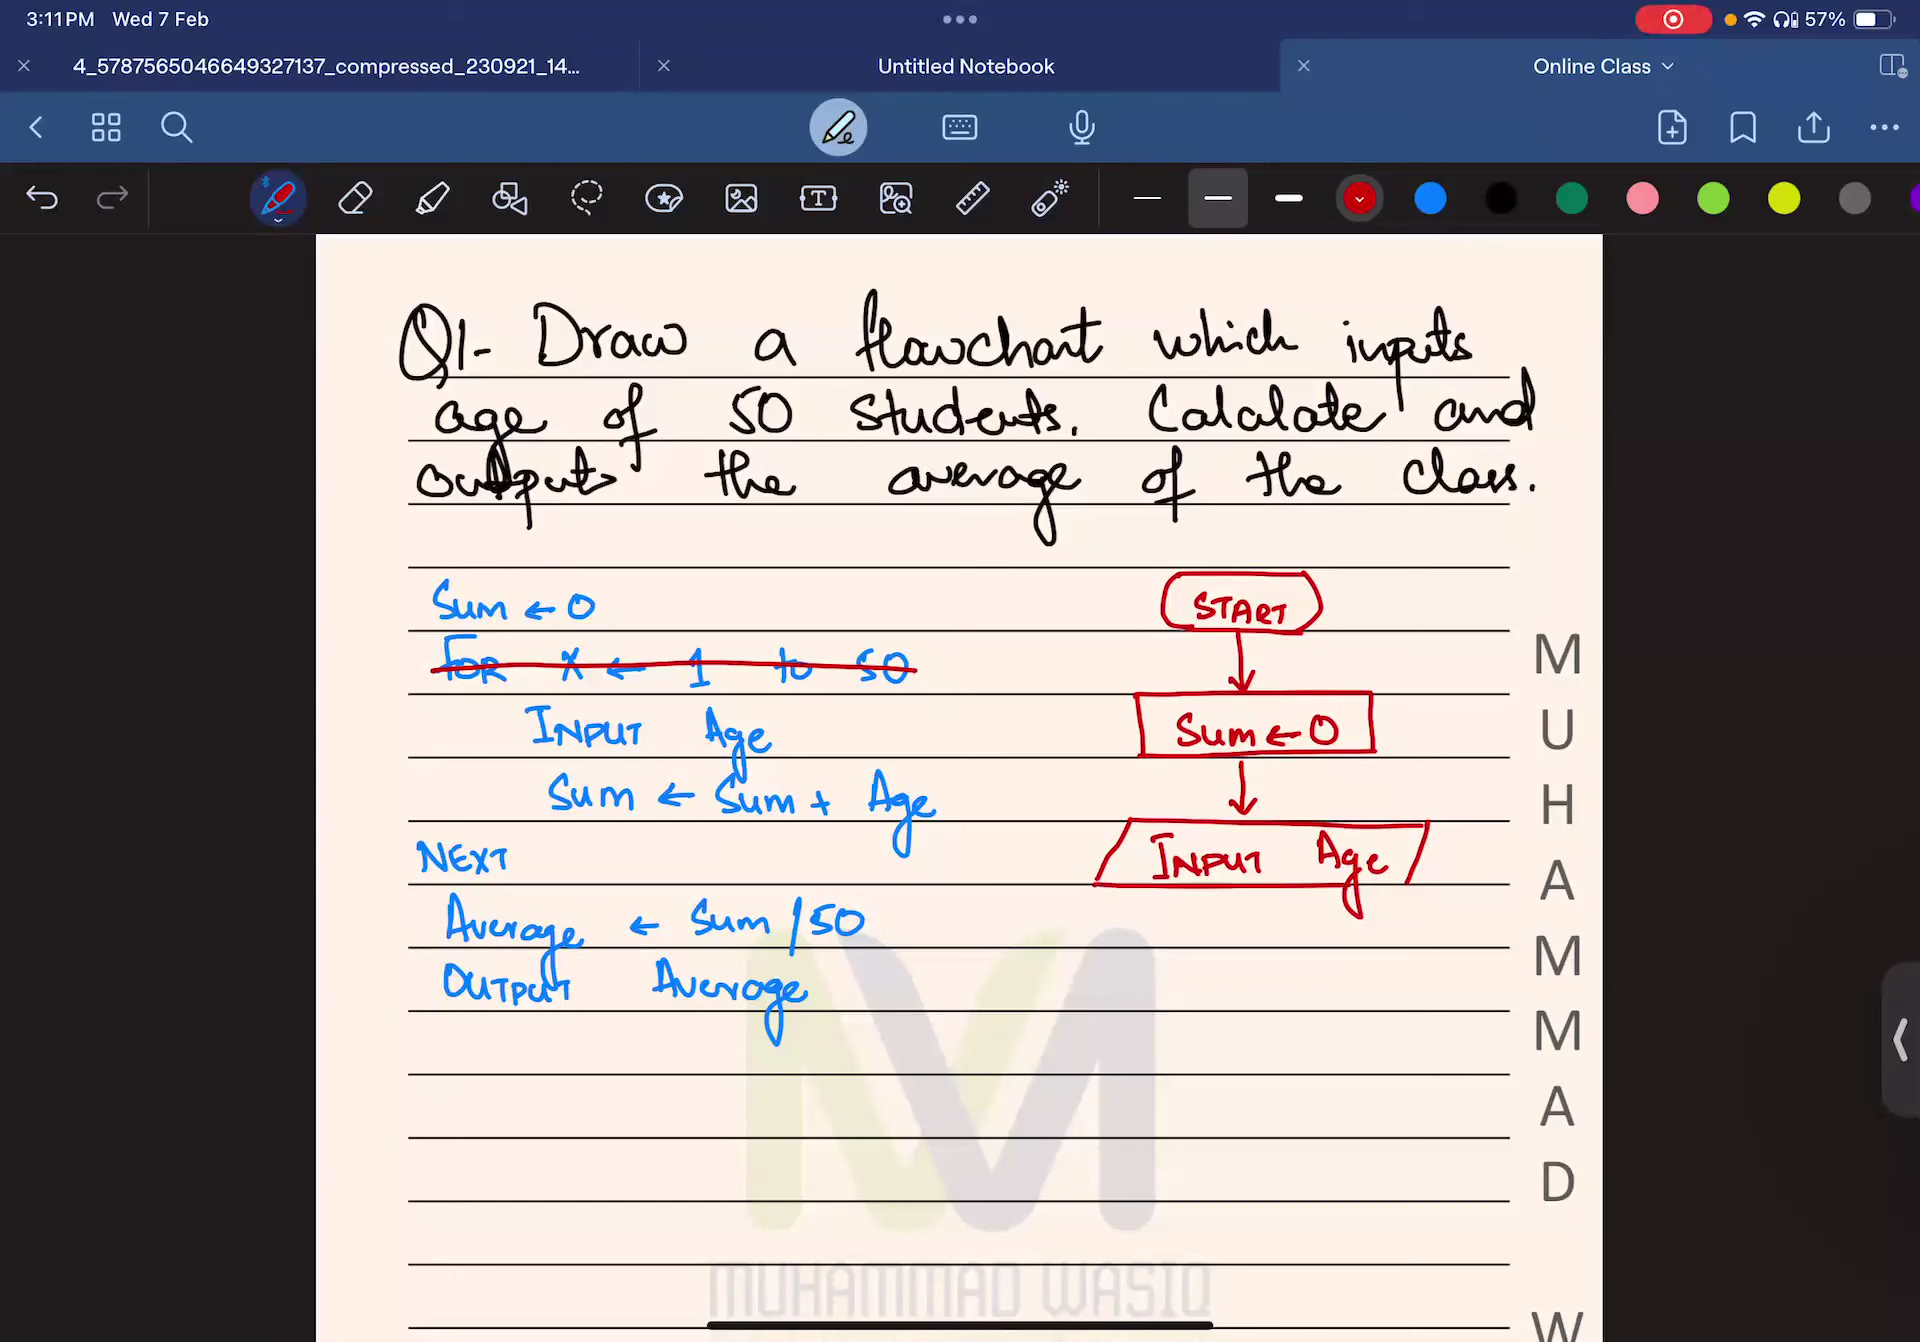 3:11PM Wed 7 Feb
57%
4_5787565046649327137_compressed_230921_14...
Untitled Notebook
Online Class
Q1- Draw a flowchart which inputs
age of 50 students. Calculate and
outputs the average of the class.
Sum ← 0
FOR X ← 1 to 50
INPUT Age
Sum ← Sum + Age
NEXT
Average ← Sum / 50
OUTPUT Average
START
Sum ← 0
INPUT Age
M
U
H
A
M
M
A
D
W
MUHAMMAD WASIQ